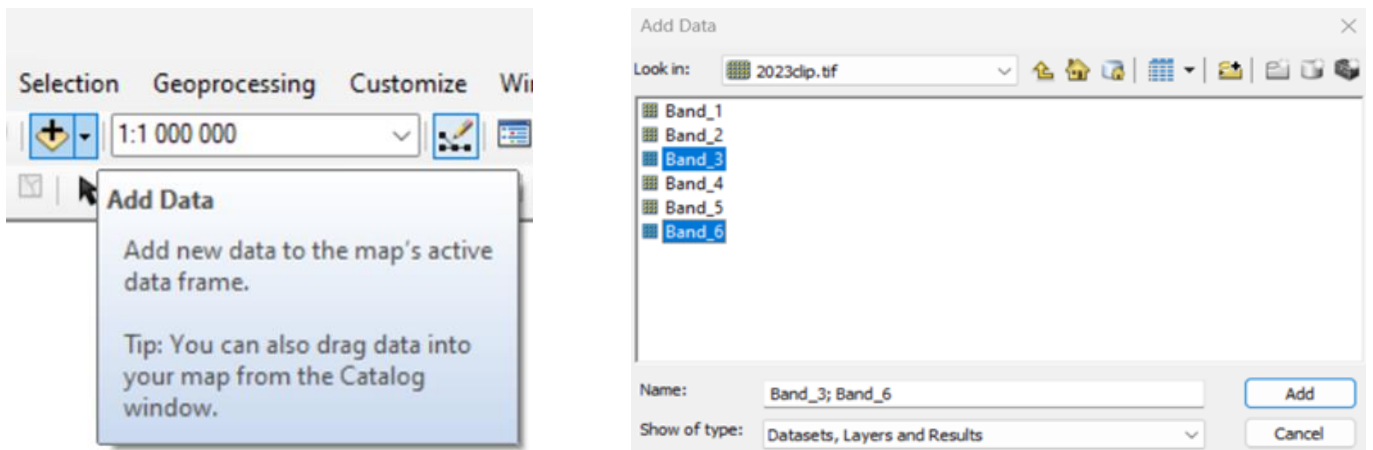 Selection Geoprocessing Customize Wi
1:1 000 000
Add Data
Add new data to the map's active
data frame.
Tip: You can also drag data into
your map from the Catalog
window.
Add Data
Look in: 2023clip.tif
Band_1
Band_2
Band_3
Band_4
Band_5
Band_6
Name: Band_3; Band_6 Add
Show of type: Datasets, Layers and Results Cancel